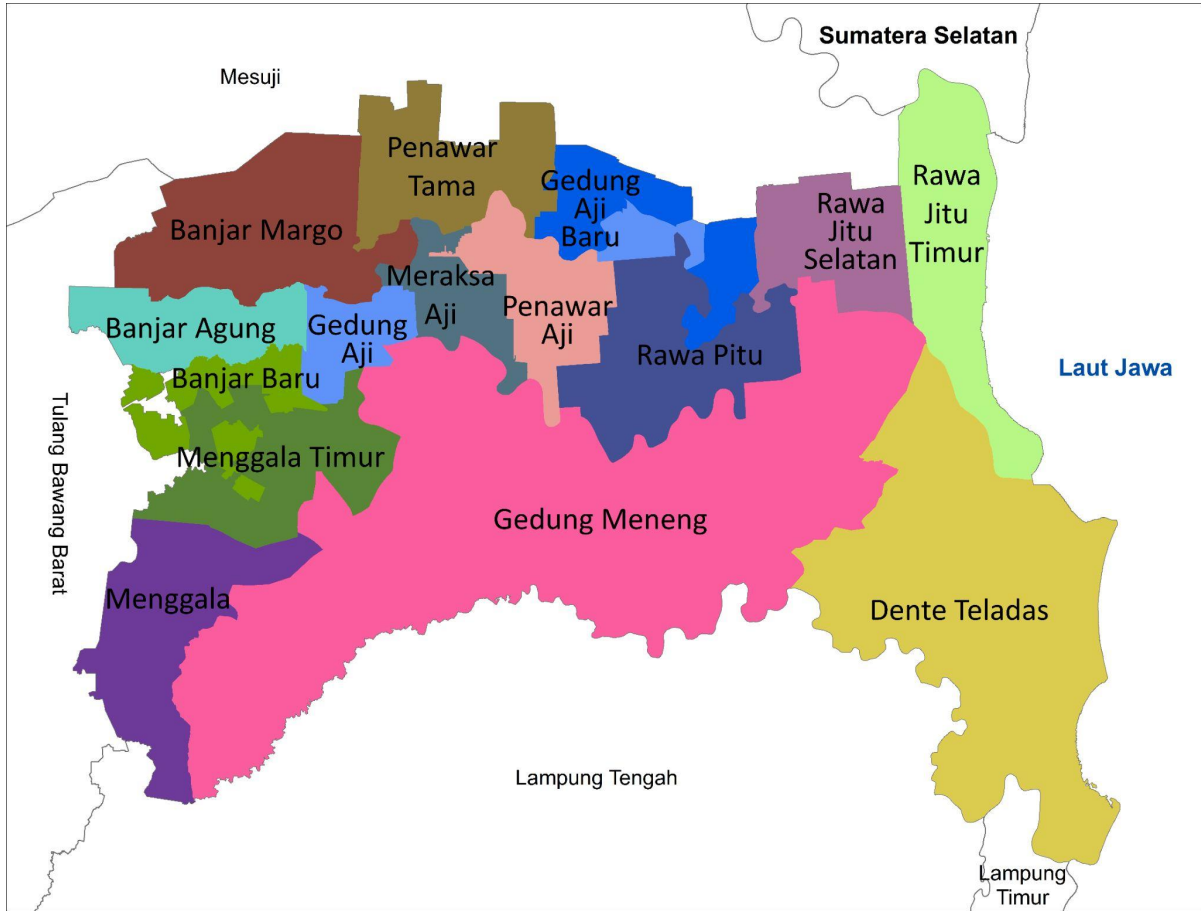 Sumatera Selatan
Mesuji
Penawar
Tama
Gedung
Aji
Baru
Rawa
Jitu
Timur
Rawa
Jitu
Selatan
Banjar Margo
Meraksa
Aji
Penawar
Aji
Banjar Agung
Gedung
Aji
Rawa Pitu
Laut Jawa
Banjar Baru
Tulang Bawang Barat
Menggala Timur
Gedung Meneng
Menggala
Dente Teladas
Lampung Tengah
Lampung
Timur